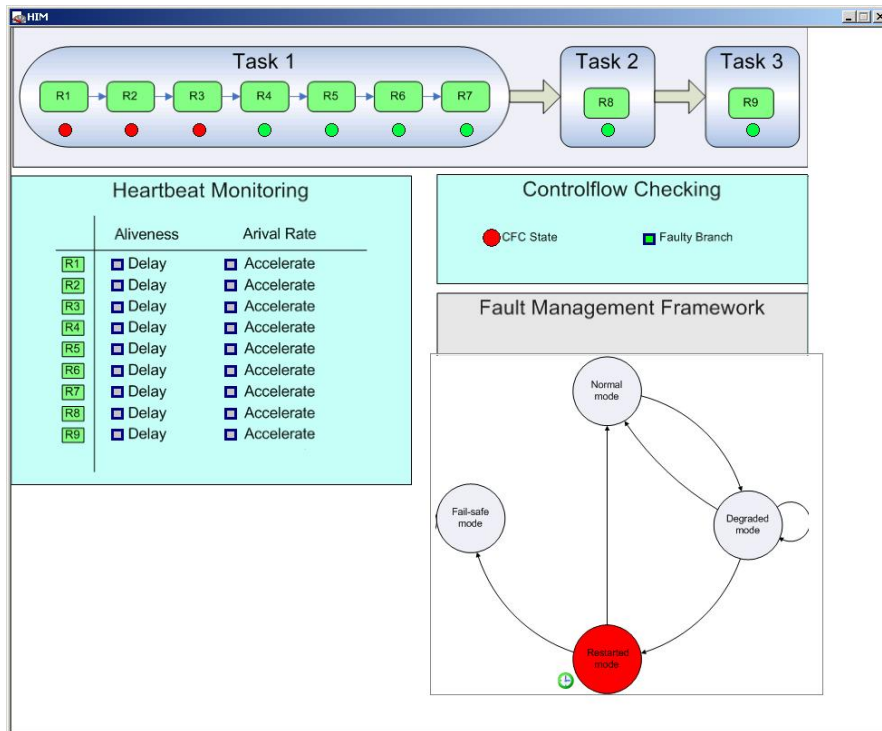 HIM
Task 1
Task 2
Task 3
R1 R2 R3 R4 R5 R6 R7 R8 R9
Heartbeat Monitoring
Aliveness Arival Rate
R1 Delay Accelerate
R2 Delay Accelerate
R3 Delay Accelerate
R4 Delay Accelerate
R5 Delay Accelerate
R6 Delay Accelerate
R7 Delay Accelerate
R8 Delay Accelerate
R9 Delay Accelerate
Controlflow Checking
CFC State Faulty Branch
Fault Management Framework
Normal
mode
Fail-safe
mode
Degraded
mode
Restarted
mode